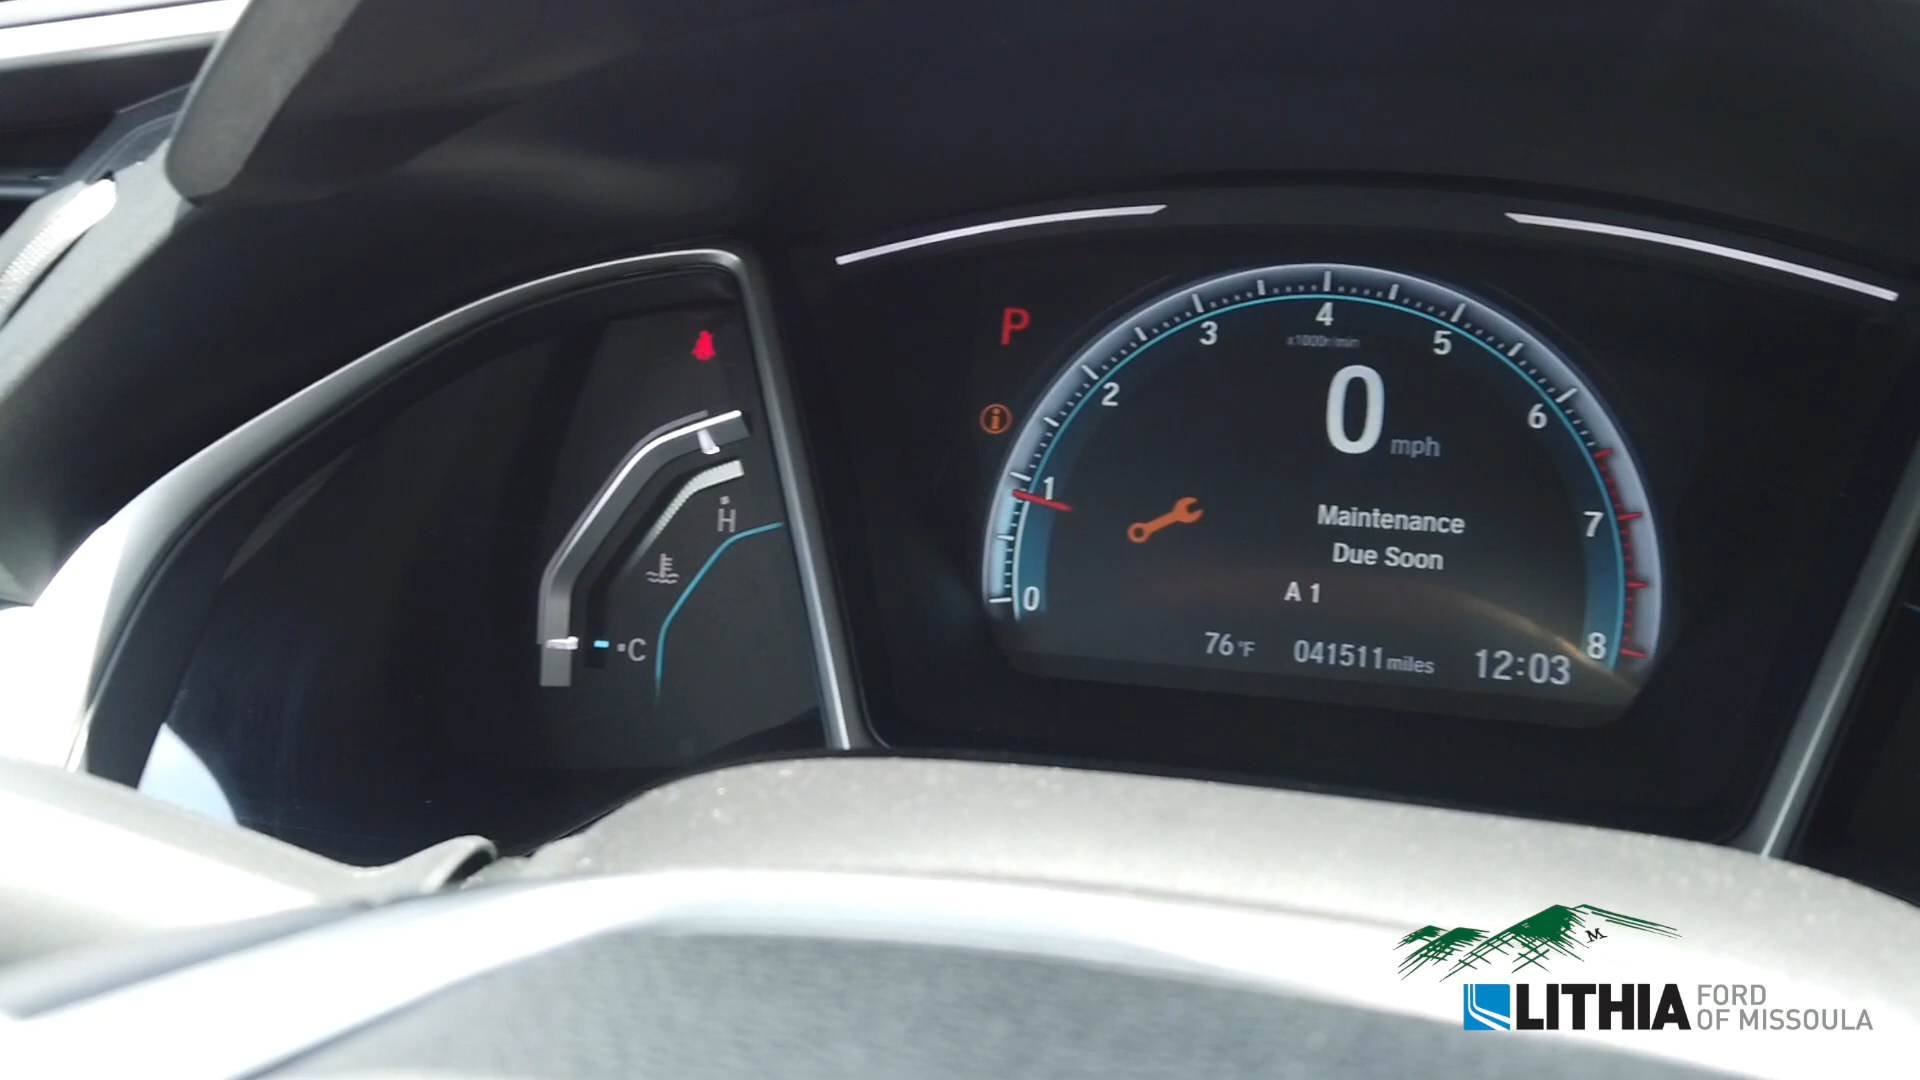 P
H
C
0
1
2
3
4
5
6
7
8
x1000r/min
0 mph
Maintenance
Due Soon
A 1
76°F 041511 miles 12:03
M
LITHIA FORD
OF MISSOULA